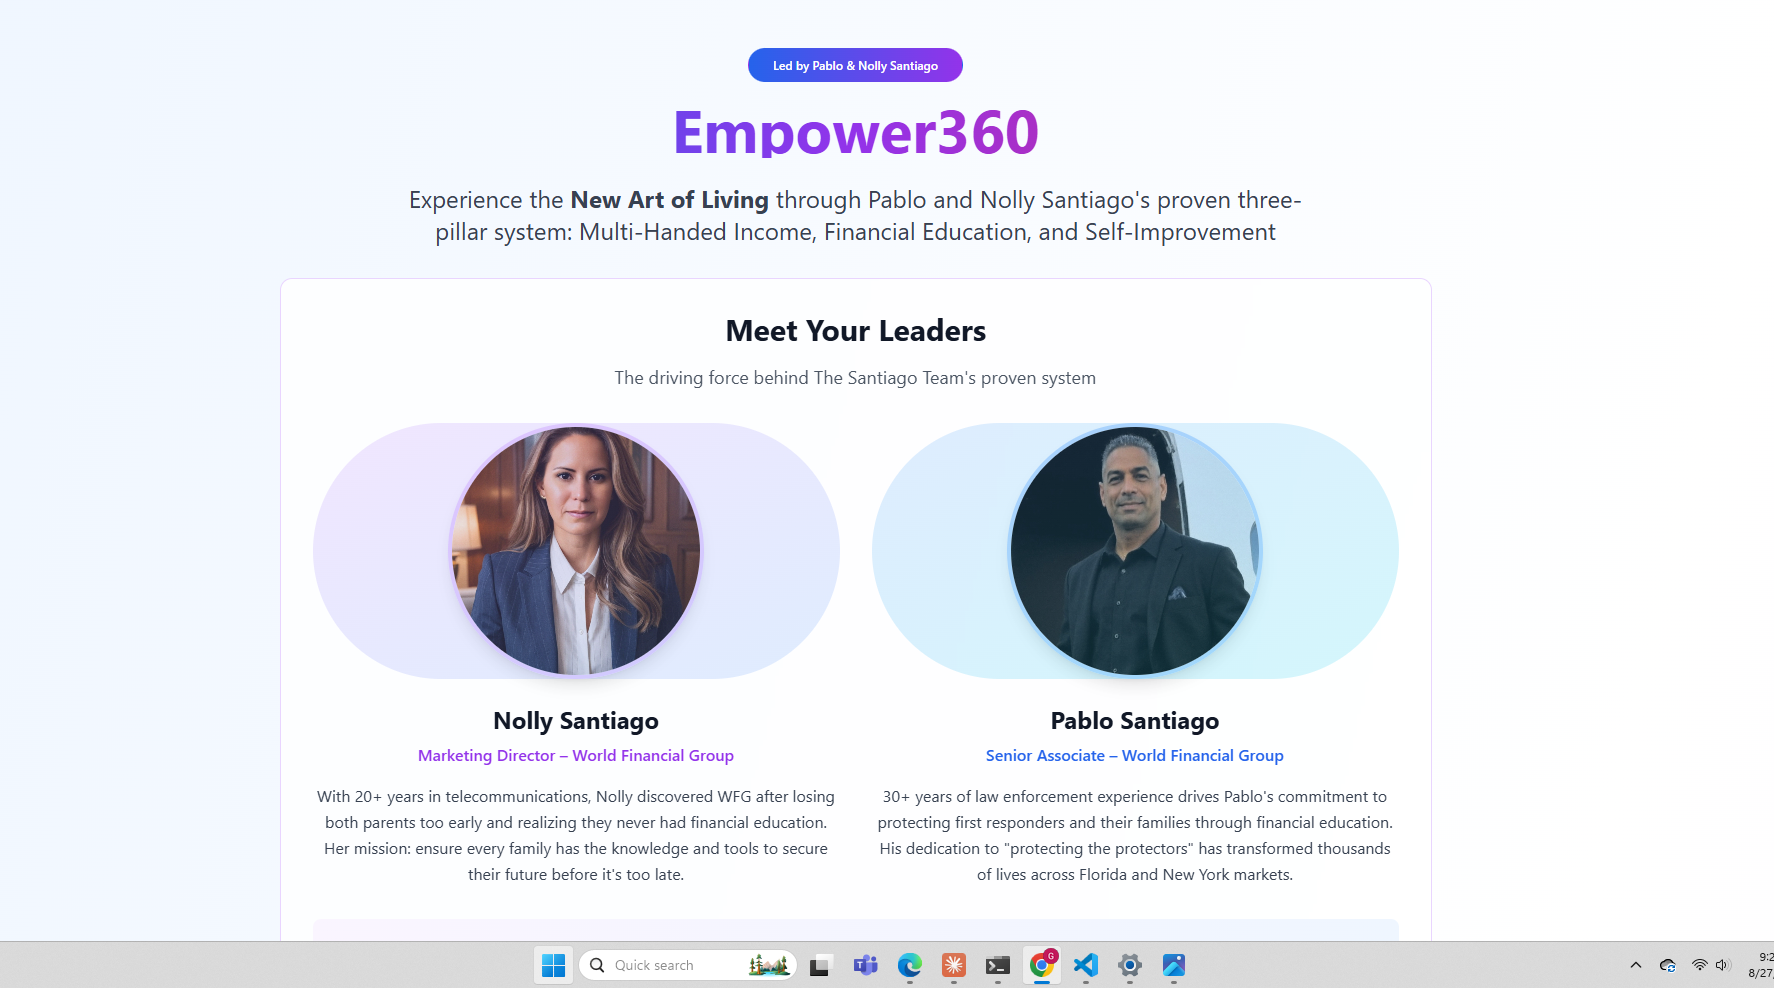 Led by Pablo & Nolly Santiago
Empower360
Experience the New Art of Living through Pablo and Nolly Santiago's proven three-
pillar system: Multi-Handed Income, Financial Education, and Self-Improvement
Meet Your Leaders
The driving force behind The Santiago Team's proven system
Nolly Santiago
Marketing Director – World Financial Group
With 20+ years in telecommunications, Nolly discovered WFG after losing
both parents too early and realizing they never had financial education.
Her mission: ensure every family has the knowledge and tools to secure
their future before it's too late.
Pablo Santiago
Senior Associate – World Financial Group
30+ years of law enforcement experience drives Pablo's commitment to
protecting first responders and their families through financial education.
His dedication to "protecting the protectors" has transformed thousands
of lives across Florida and New York markets.
Quick search
G
9:2
8/27/